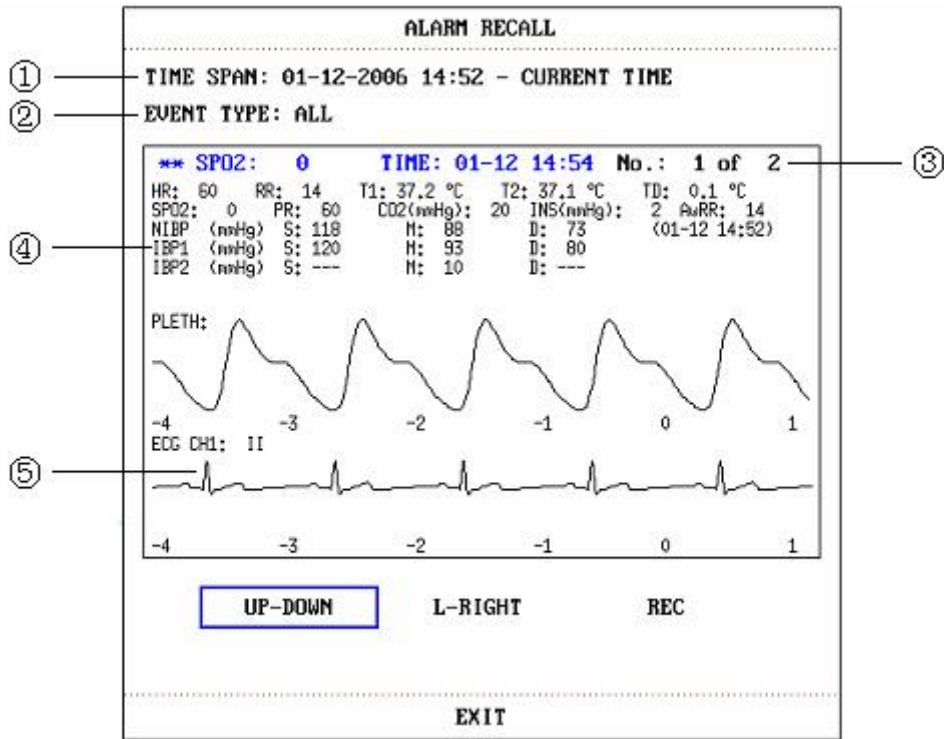 ALARM RECALL
① TIME SPAN: 01-12-2006 14:52 - CURRENT TIME
② EVENT TYPE: ALL
** SPO2: 0 TIME: 01-12 14:54 No.: 1 of 2 ③
HR: 60 RR: 14 T1: 37.2 °C T2: 37.1 °C TD: 0.1 °C
SPO2: 0 PR: 60 CO2(mmHg): 20 INS(mmHg): 2 AwRR: 14
NIBP (mmHg) S: 118 M: 88 D: 73 (01-12 14:52)
④ IBP1 (mmHg) S: 120 M: 93 D: 80
IBP2 (mmHg) S: --- M: 10 D: ---
PLETH:
-4 -3 -2 -1 0 1
ECG CH1: II
⑤
-4 -3 -2 -1 0 1
UP-DOWN L-RIGHT REC
EXIT